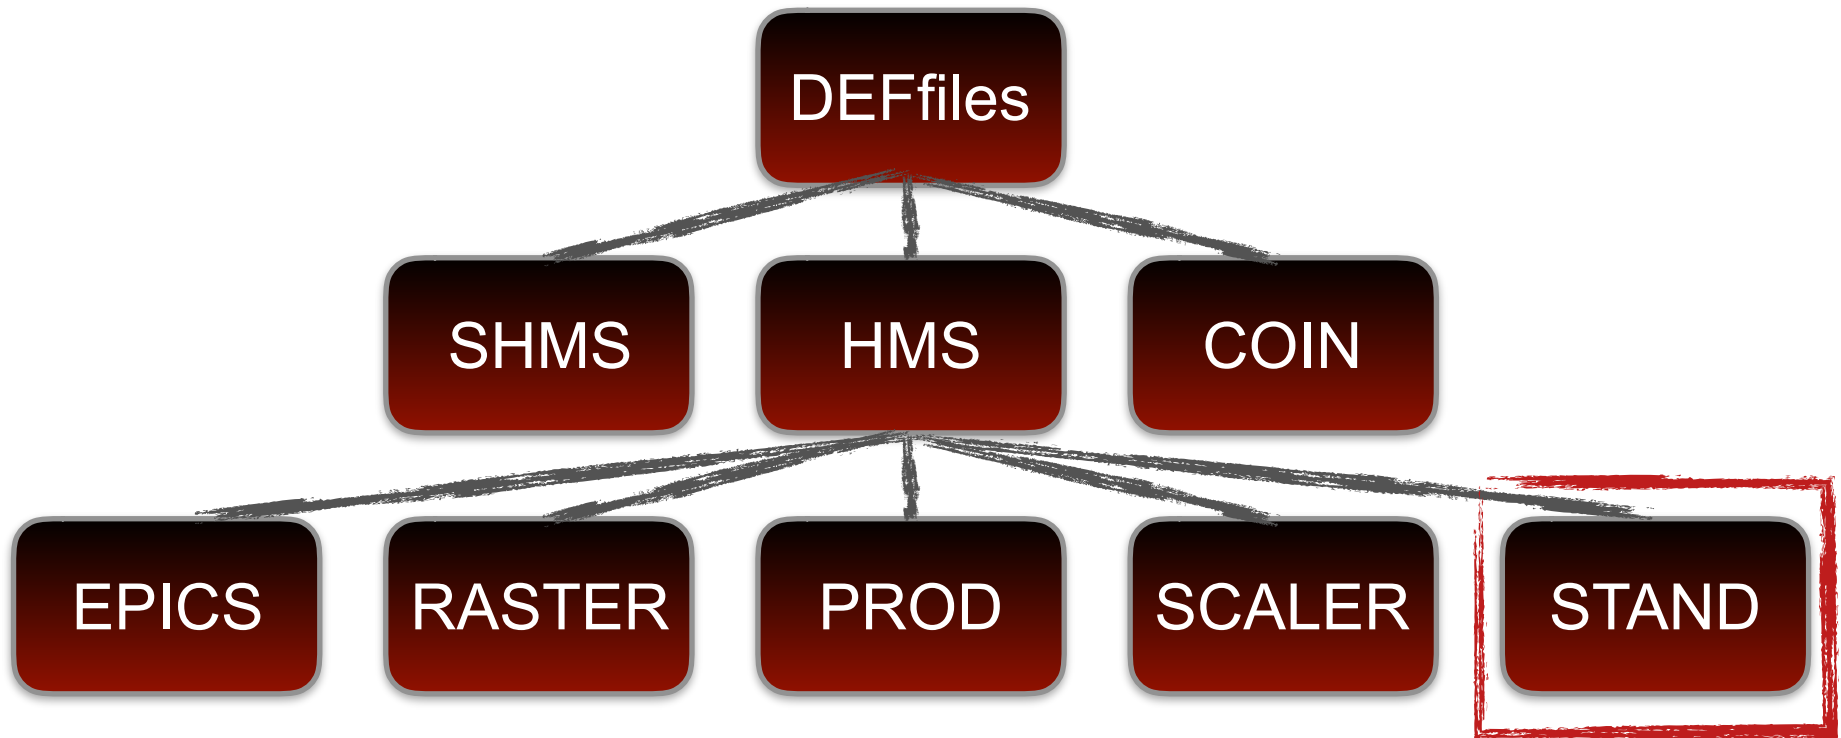 DEFfiles
SHMS
HMS
COIN
EPICS
RASTER
PROD
SCALER
STAND